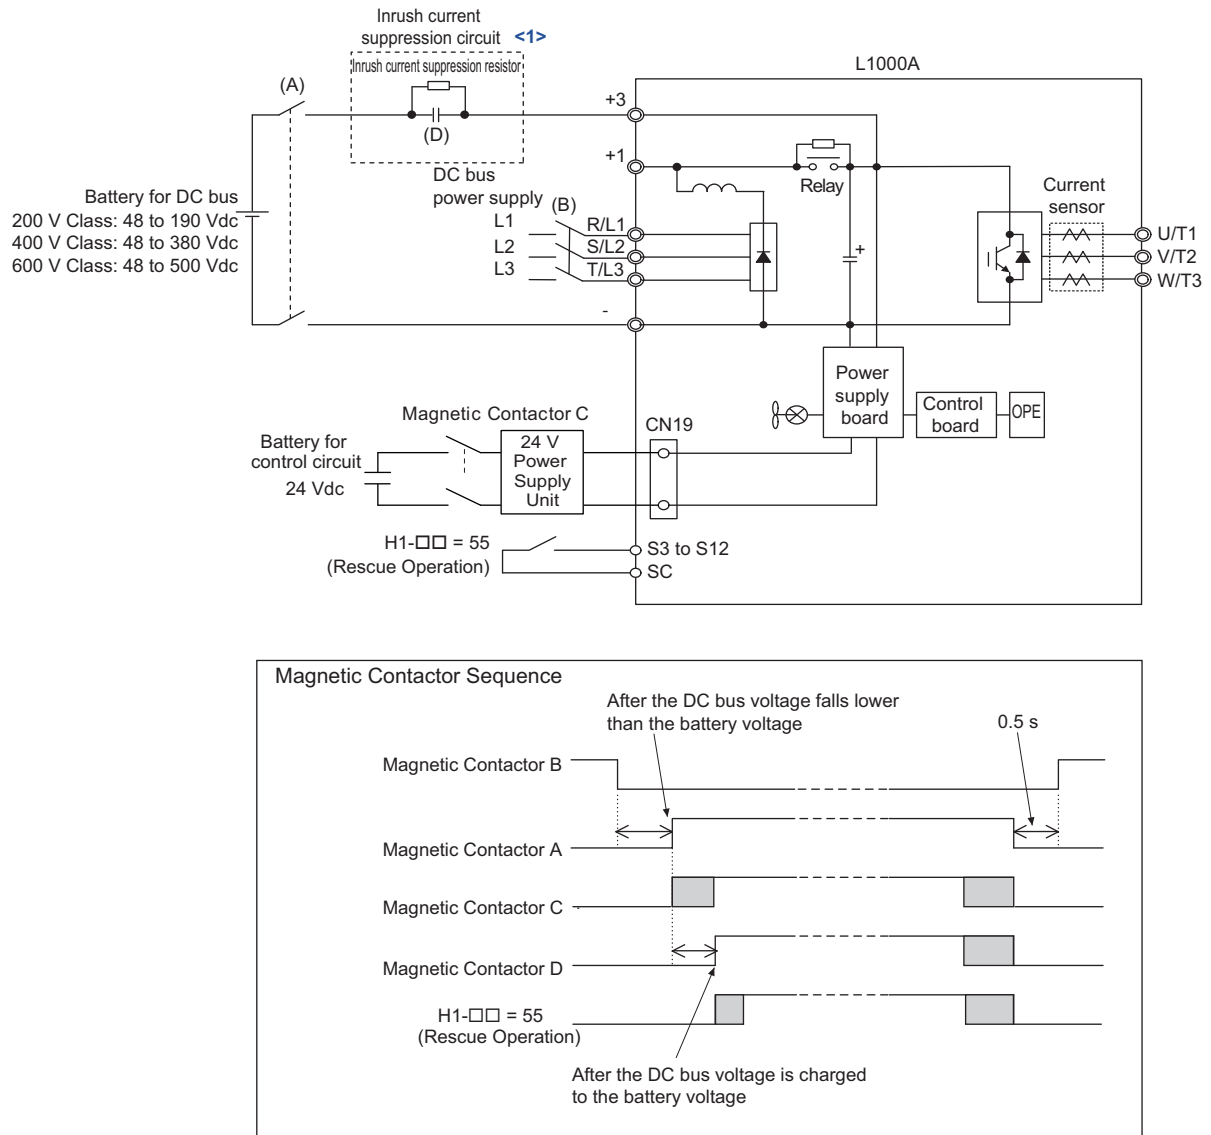 Inrush current
suppression circuit <1>
Inrush current suppression resistor
(A)
(D)
L1000A
+3
+1
DC bus
power supply
(B)
L1
L2
L3
R/L1
S/L2
T/L3
-
Relay
+
Current
sensor
U/T1
V/T2
W/T3
Battery for DC bus
200 V Class: 48 to 190 Vdc
400 V Class: 48 to 380 Vdc
600 V Class: 48 to 500 Vdc
Power
supply
board
Control
board
OPE
Magnetic Contactor C
CN19
Battery for
control circuit
24 Vdc
24 V
Power
Supply
Unit
H1-□□ = 55
(Rescue Operation)
S3 to S12
SC
Magnetic Contactor Sequence
After the DC bus voltage falls lower
than the battery voltage
0.5 s
Magnetic Contactor B
Magnetic Contactor A
Magnetic Contactor C
Magnetic Contactor D
H1-□□ = 55
(Rescue Operation)
After the DC bus voltage is charged
to the battery voltage